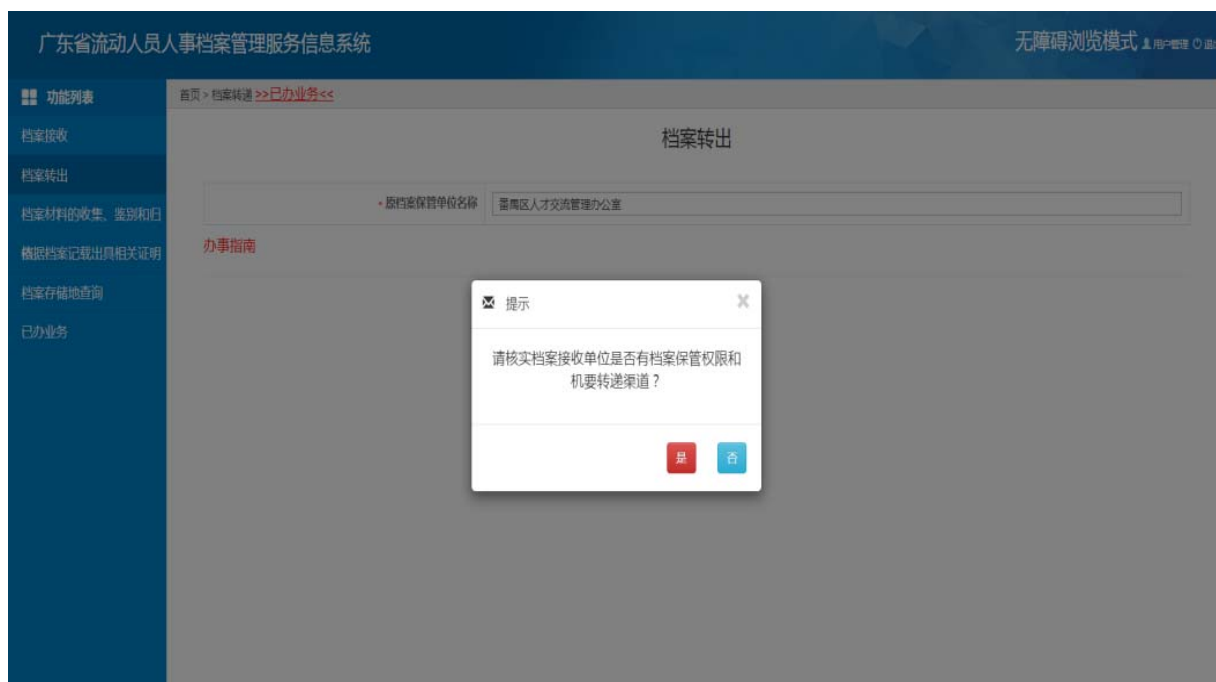 广东省流动人员人事档案管理服务信息系统
无障碍浏览模式 用户管理
功能列表
首页 > 档案转递 >>已办业务<<
档案接收
档案转出
档案转出
档案材料的收集、鉴别和归
* 原档案保管单位名称 番禺区人才交流管理办公室
依据档案记载出具相关证明
办事指南
档案存储地查询
已办业务
提示
请核实档案接收单位是否有档案保管权限和
机要转递渠道？
是 否